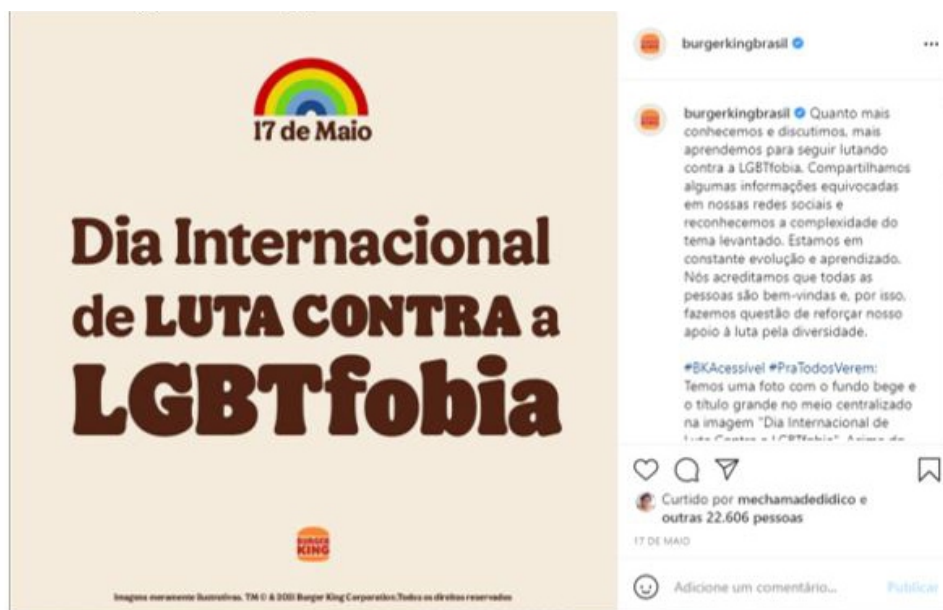 17 de Maio
Dia Internacional
de LUTA CONTRA a
LGBTfobia
BURGER
KING
Imagens meramente ilustrativas. TM © & 2021 Burger King Corporation.Todos os direitos reservados
burgerkingbrasil
burgerkingbrasil Quanto mais
conhecemos e discutimos, mais
aprendemos para seguir lutando
contra a LGBTfobia. Compartilhamos
algumas informações equivocadas
em nossas redes sociais e
reconhecemos a complexidade do
tema levantado. Estamos em
constante evolução e aprendizado.
Nós acreditamos que todas as
pessoas são bem-vindas e, por isso,
fazemos questão de reforçar nosso
apoio à luta pela diversidade.
#BKAcessível #PraTodosVerem:
Temos uma foto com o fundo bege e
o título grande no meio centralizado
na imagem "Dia Internacional de
Curtido por mechamadedidico e
outras 22.606 pessoas
17 DE MAIO
Adicione um comentário...
Publicar